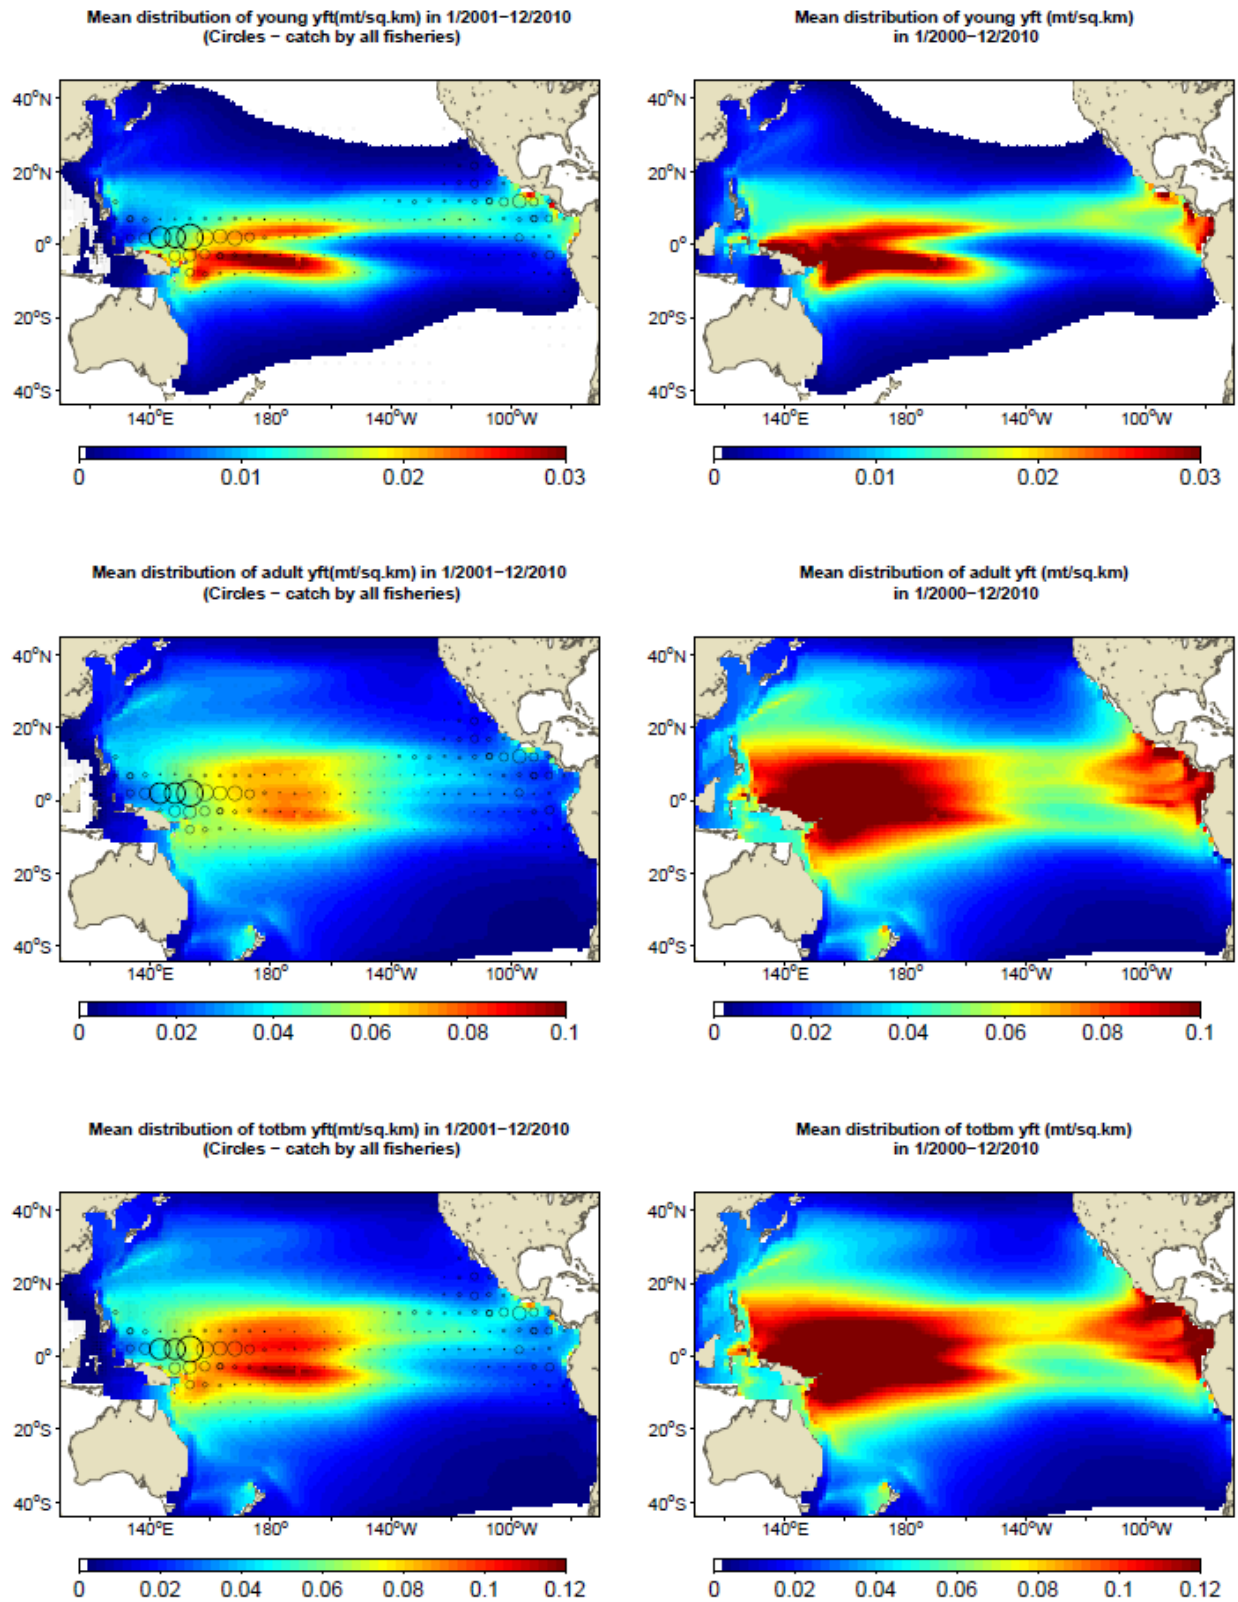 Mean distribution of young yft(mt/sq.km) in 1/2001−12/2010
(Circles − catch by all fisheries)
40°N
20°N
0°
20°S
40°S
140°E
180°
100°W
0
0.01
0.02
0.03
Mean distribution of young yft (mt/sq.km)
in 1/2000−12/2010
40°N
20°N
0°
20°S
40°S
140°E
180°
100°W
0
0.01
0.02
0.03
Mean distribution of adult yft(mt/sq.km) in 1/2001−12/2010
(Circles − catch by all fisheries)
40°N
20°N
0°
20°S
40°S
140°E
180°
100°W
0
0.02
0.04
0.06
0.08
0.1
Mean distribution of adult yft (mt/sq.km)
in 1/2000−12/2010
40°N
20°N
0°
20°S
40°S
140°E
180°
100°W
0
0.02
0.04
0.06
0.08
0.1
Mean distribution of totbm yft(mt/sq.km) in 1/2001−12/2010
(Circles − catch by all fisheries)
40°N
20°N
0°
20°S
40°S
140°E
180°
100°W
0
0.02
0.04
0.06
0.08
0.1
0.12
Mean distribution of totbm yft (mt/sq.km)
in 1/2000−12/2010
40°N
20°N
0°
20°S
40°S
140°E
180°
100°W
0
0.02
0.04
0.06
0.08
0.1
0.12